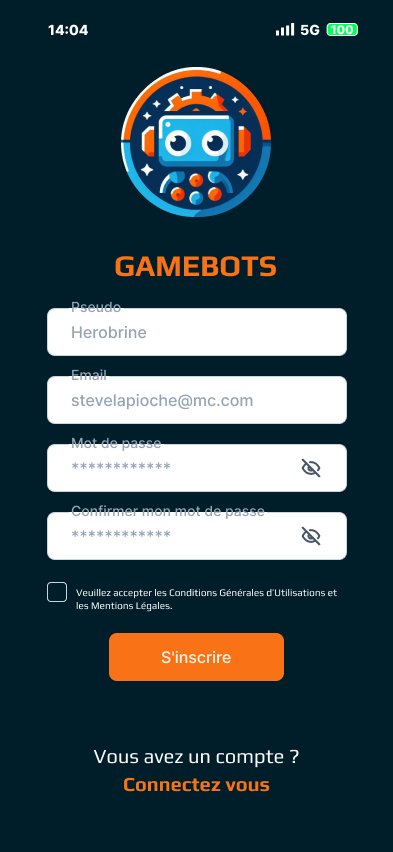 14:04 5G 100
GAMEBOTS
Pseudo
Herobrine
Email
stevelapioche@mc.com
Mot de passe
************
Confirmer mon mot de passe
************
Veuillez accepter les Conditions Générales d'Utilisations et
les Mentions Légales.
S'inscrire
Vous avez un compte ?
Connectez vous